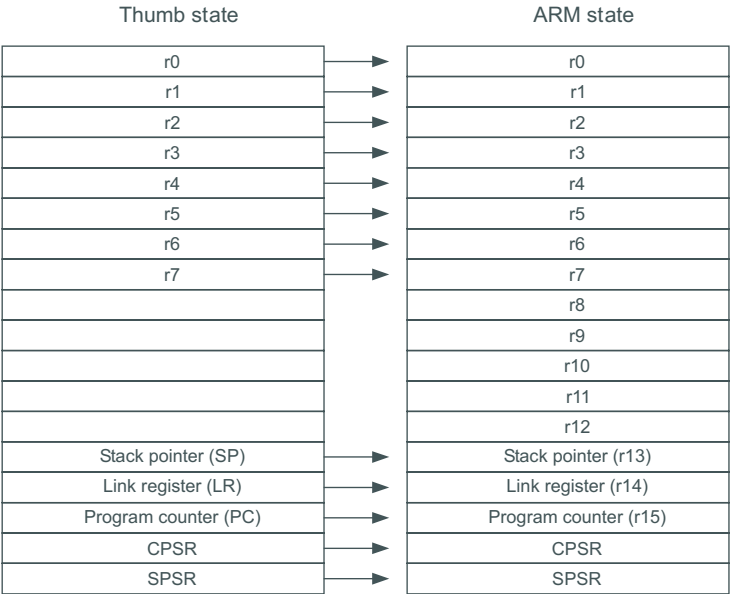 Thumb state
ARM state
r0
r0
r1
r1
r2
r2
r3
r3
r4
r4
r5
r5
r6
r6
r7
r7
r8
r9
r10
r11
r12
Stack pointer (SP)
Stack pointer (r13)
Link register (LR)
Link register (r14)
Program counter (PC)
Program counter (r15)
CPSR
CPSR
SPSR
SPSR